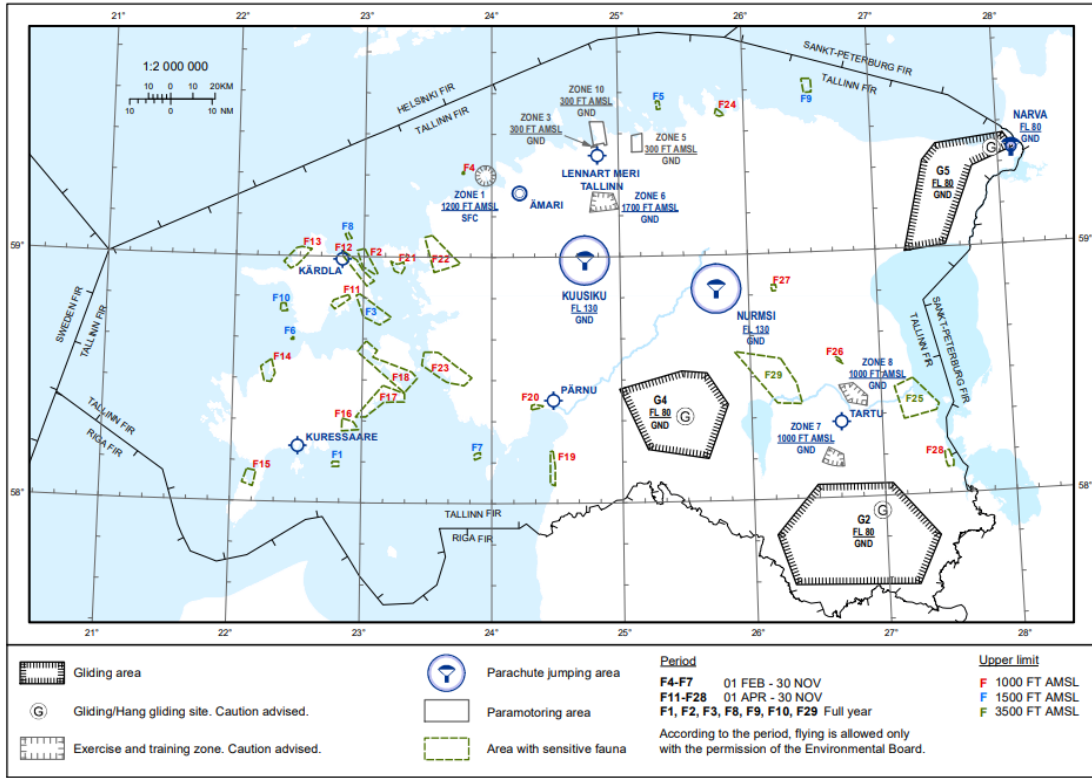 21° 22° 23° 24° 25° 26° 27° 28°
1:2 000 000
10 0 10 20KM
10 0 10 NM
HELSINKI FIR
TALLINN FIR
SANKT-PETERBURG FIR
TALLINN FIR
ZONE 10
300 FT AMSL
GND
ZONE 3
300 FT AMSL
GND
F5
F24
F9
NARVA
FL 80
GND
G
ZONE 5
300 FT AMSL
GND
LENNART MERI
TALLINN
F4
ZONE 1
1200 FT AMSL
SFC
ÄMARI
ZONE 6
1700 FT AMSL
GND
G5
FL 80
GND
59°
59°
F8
F13
F12
F2
F21
F22
KÄRDLA
KUUSIKU
FL 130
GND
F27
NURMSI
FL 130
GND
F10
F11
F3
F6
SWEDEN FIR
TALLINN FIR
SANKT-PETERBURG FIR
TALLINN FIR
F14
F18
F23
F17
F16
F26
ZONE 8
1000 FT AMSL
GND
F29
F25
PÄRNU
F20
G4
FL 80
GND
G
TARTU
TALLINN FIR
RIGA FIR
KURESSAARE
F1
F15
F7
F19
ZONE 7
1000 FT AMSL
GND
F28
58°
58°
TALLINN FIR
RIGA FIR
G2
FL 80
GND
G
21° 22° 23° 24° 25° 26° 27° 28°
Gliding area
G
Gliding/Hang gliding site. Caution advised.
Exercise and training zone. Caution advised.
Parachute jumping area
Paramotoring area
Area with sensitive fauna
Period
F4-F7 01 FEB - 30 NOV
F11-F28 01 APR - 30 NOV
F1, F2, F3, F8, F9, F10, F29 Full year
According to the period, flying is allowed only
with the permission of the Environmental Board.
Upper limit
F 1000 FT AMSL
F 1500 FT AMSL
F 3500 FT AMSL